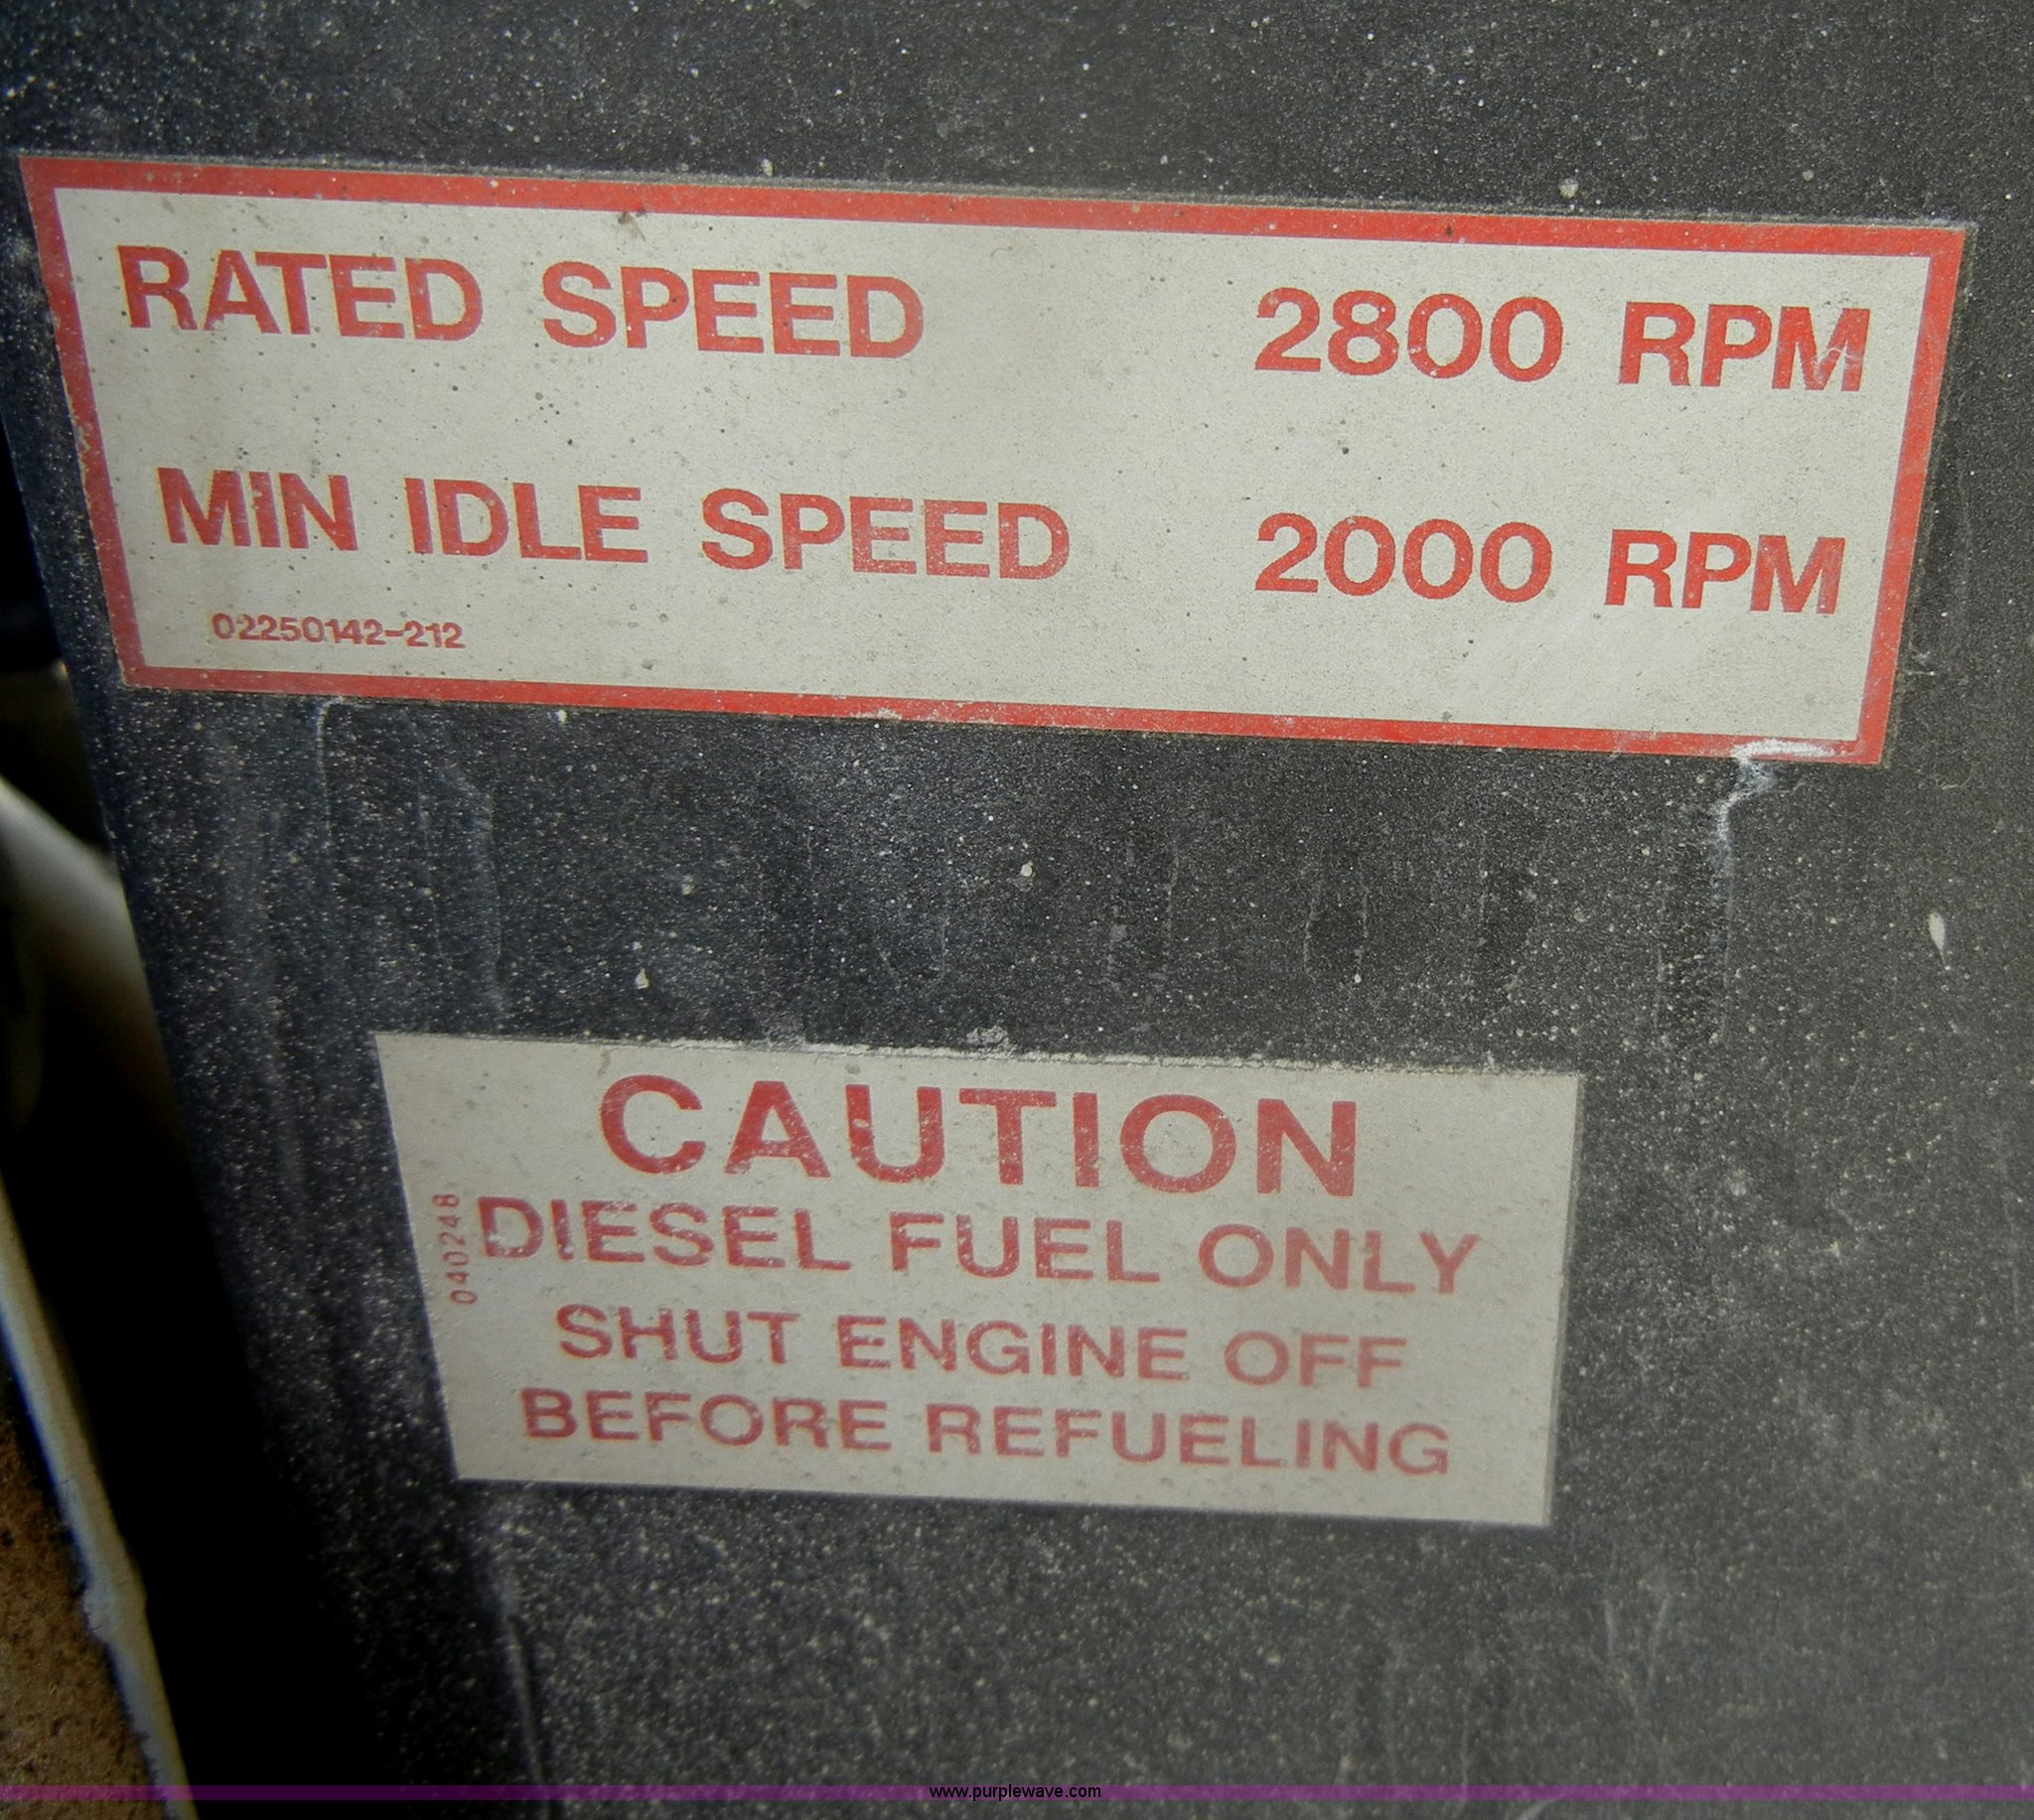 RATED SPEED 2800 RPM
MIN IDLE SPEED 2000 RPM
02250142-212
CAUTION
040248
DIESEL FUEL ONLY
SHUT ENGINE OFF
BEFORE REFUELING
www.purplewave.com